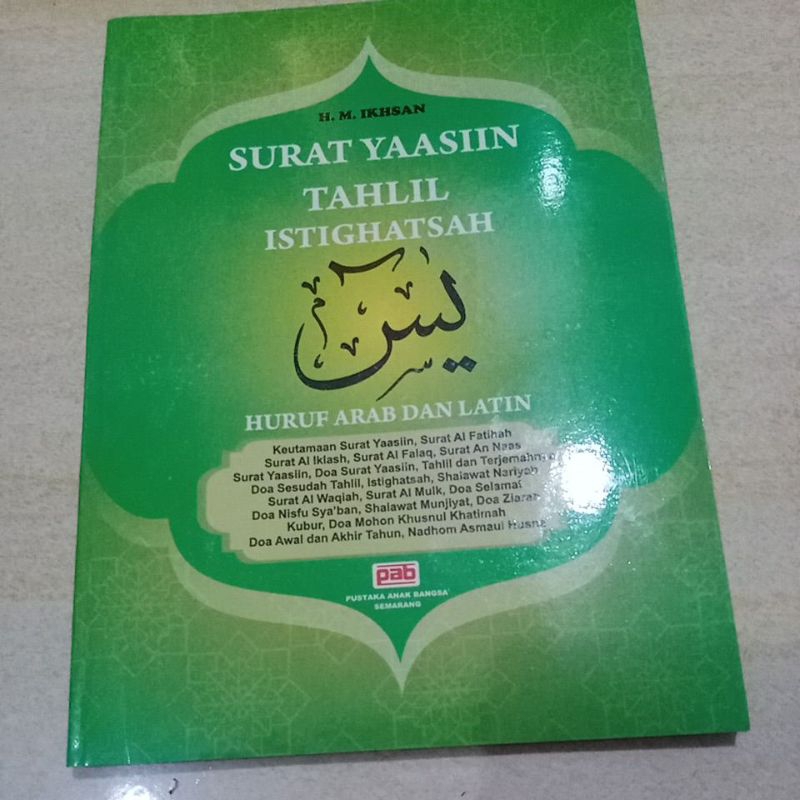 H. M. IKHSAN
SURAT YAASIIN
TAHLIL
ISTIGHATSAH
يس
HURUF ARAB DAN LATIN
Keutamaan Surat Yaasiin, Surat Al Fatihah
Surat Al Iklash, Surat Al Falaq, Surat An Naas
Surat Yaasiin, Doa Surat Yaasiin, Tahlil dan Terjemahnya
Doa Sesudah Tahlil, Istighatsah, Shalawat Nariyah
Surat Al Waqiah, Surat Al Mulk, Doa Selamat
Doa Nisfu Sya'ban, Shalawat Munjiyat, Doa Ziarah
Kubur, Doa Mohon Khusnul Khatimah
Doa Awal dan Akhir Tahun, Nadhom Asmaul Husna
pab
PUSTAKA ANAK BANGSA
SEMARANG